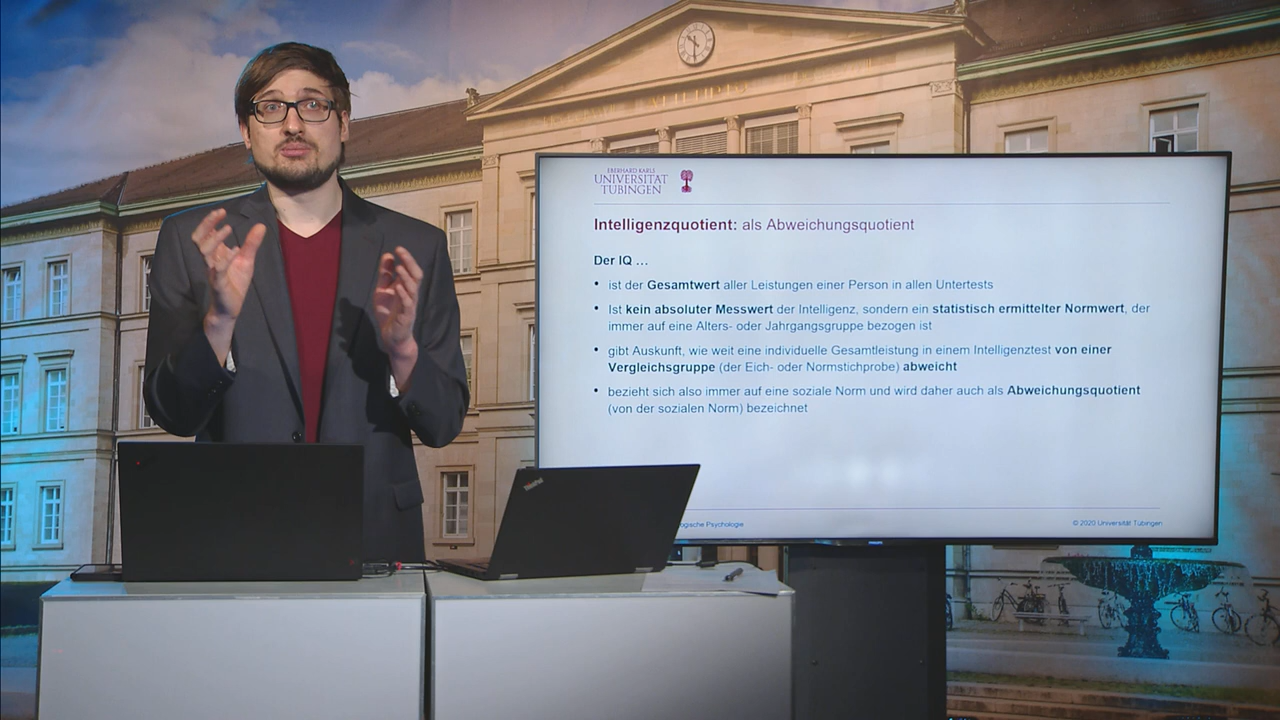 EBERHARD KARLS
UNIVERSITÄT
TÜBINGEN
Intelligenzquotient: als Abweichungsquotient
Der IQ …
• ist der Gesamtwert aller Leistungen einer Person in allen Untertests
• Ist kein absoluter Messwert der Intelligenz, sondern ein statistisch ermittelter Normwert, der
immer auf eine Alters- oder Jahrgangsgruppe bezogen ist
• gibt Auskunft, wie weit eine individuelle Gesamtleistung in einem Intelligenztest von einer
Vergleichsgruppe (der Eich- oder Normstichprobe) abweicht
• bezieht sich also immer auf eine soziale Norm und wird daher auch als Abweichungsquotient
(von der sozialen Norm) bezeichnet
ogische Psychologie
© 2020 Universität Tübingen
ThinkPad